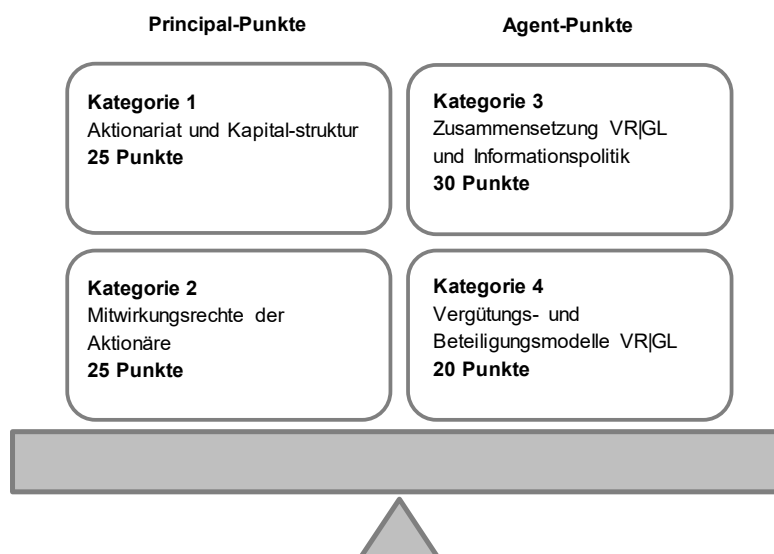 Principal-Punkte
Agent-Punkte
Kategorie 1
Aktionariat und Kapital-struktur
25 Punkte
Kategorie 3
Zusammensetzung VR|GL
und Informationspolitik
30 Punkte
Kategorie 2
Mitwirkungsrechte der
Aktionäre
25 Punkte
Kategorie 4
Vergütungs- und
Beteiligungsmodelle VR|GL
20 Punkte